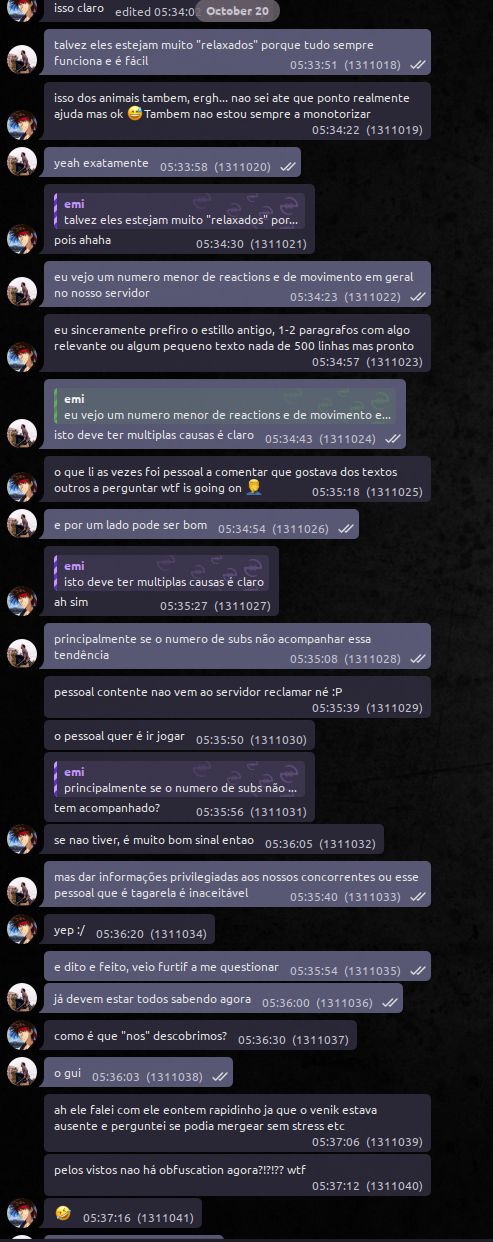 isso claro edited 05:34:0
October 20
talvez eles estejam muito "relaxados" porque tudo sempre
funciona e é fácil
05:33:51 (1311018)
isso dos animais tambem, ergh... nao sei ate que ponto realmente
ajuda mas ok 😅 Tambem nao estou sempre a monotorizar
05:34:22 (1311019)
yeah exatamente 05:33:58 (1311020)
emi
talvez eles estejam muito "relaxados" por...
pois ahaha 05:34:30 (1311021)
eu vejo um numero menor de reactions e de movimento em geral
no nosso servidor
05:34:23 (1311022)
eu sinceramente prefiro o estillo antigo, 1-2 paragrafos com algo
relevante ou algum pequeno texto nada de 500 linhas mas pronto
05:34:57 (1311023)
emi
eu vejo um numero menor de reactions e de movimento e...
isto deve ter multiplas causas é claro 05:34:43 (1311024)
o que li as vezes foi pessoal a comentar que gostava dos textos
outros a perguntar wtf is going on 🤦‍♂️ 05:35:18 (1311025)
e por um lado pode ser bom 05:34:54 (1311026)
emi
isto deve ter multiplas causas é claro
ah sim 05:35:27 (1311027)
principalmente se o numero de subs não acompanhar essa
tendência
05:35:08 (1311028)
pessoal contente nao vem ao servidor reclamar né :P
05:35:39 (1311029)
o pessoal quer é ir jogar 05:35:50 (1311030)
emi
principalmente se o numero de subs não ...
tem acompanhado? 05:35:56 (1311031)
se nao tiver, é muito bom sinal entao 05:36:05 (1311032)
mas dar informações privilegiadas aos nossos concorrentes ou esse
pessoal que é tagarela é inaceitável 05:35:40 (1311033)
yep :/ 05:36:20 (1311034)
e dito e feito, veio furtif a me questionar 05:35:54 (1311035)
já devem estar todos sabendo agora 05:36:00 (1311036)
como é que "nos" descobrimos? 05:36:30 (1311037)
o gui 05:36:03 (1311038)
ah ele falei com ele eontem rapidinho ja que o venik estava
ausente e perguntei se podia mergear sem stress etc
05:37:06 (1311039)
pelos vistos nao há obfuscation agora?!?!?? wtf
05:37:12 (1311040)
🤣 05:37:16 (1311041)